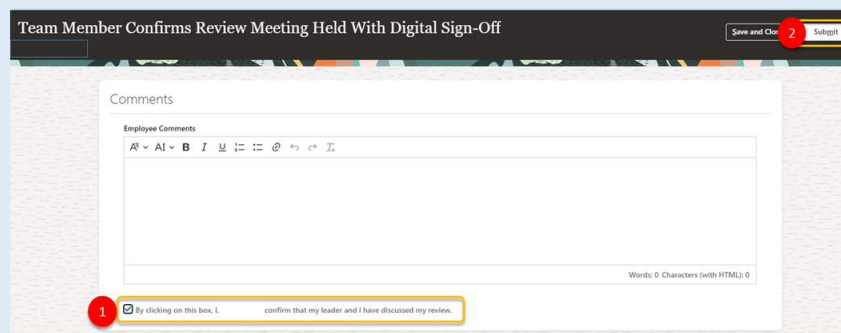 Team Member Confirms Review Meeting Held With Digital Sign-Off
Save and Clos 2 Submit
Comments
Employee Comments
AI B I U
Words: 0 Characters (with HTML): 0
1 By clicking on this box, I, confirm that my leader and I have discussed my review.